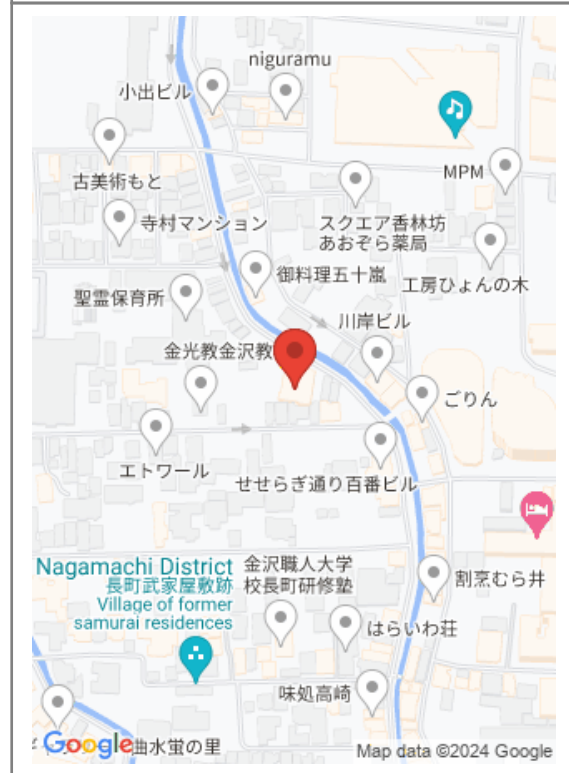 niguramu
小出ビル
MPM
古美術もと
スクエア香林坊
あおぞら薬局
寺村マンション
御料理五十嵐
工房ひょんの木
聖霊保育所
川岸ビル
金光教金沢教
ごりん
エトワール
せせらぎ通り百番ビル
Nagamachi District
長町武家屋敷跡
Village of former
samurai residences
金沢職人大学
校長町研修塾
割烹むら井
はらいわ荘
味処高崎
Google
曲水蛍の里
Map data ©2024 Google